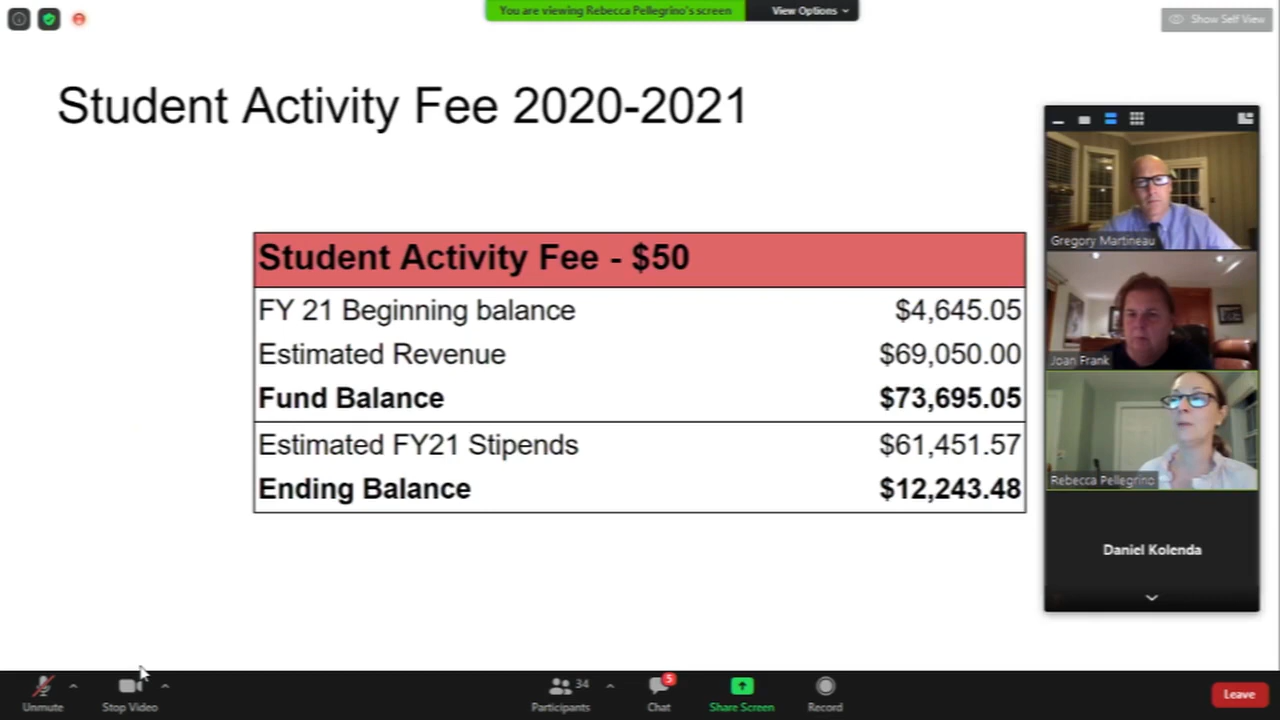 You are viewing Rebecca Pellegrino's screen
View Options
Show Self View
Student Activity Fee 2020-2021
Student Activity Fee - $50
FY 21 Beginning balance $4,645.05
Estimated Revenue $69,050.00
Fund Balance $73,695.05
Estimated FY21 Stipends $61,451.57
Ending Balance $12,243.48
Gregory Martineau
Joan Frank
Rebecca Pellegrino
Daniel Kolenda
Unmute
Stop Video
34
Participants
5
Chat
Share Screen
Record
Leave